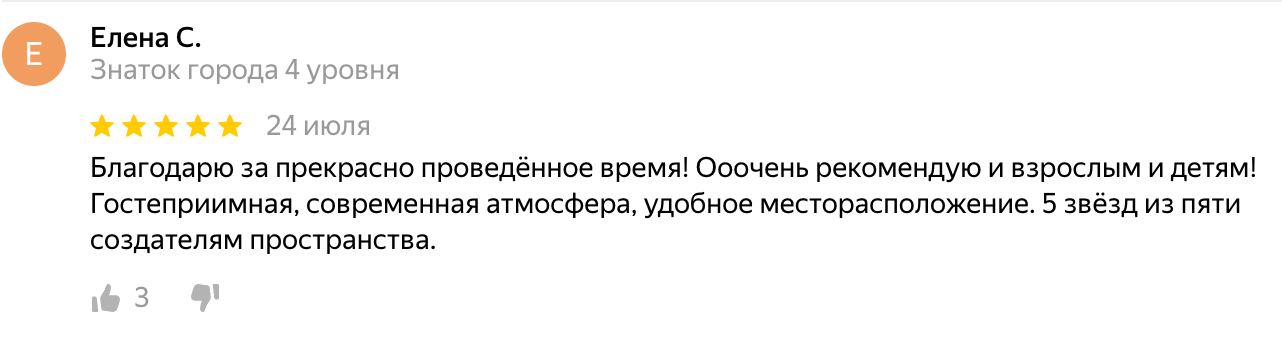 Е
Елена С.
Знаток города 4 уровня
24 июля
Благодарю за прекрасно проведённое время! Ооочень рекомендую и взрослым и детям!
Гостеприимная, современная атмосфера, удобное месторасположение. 5 звёзд из пяти
создателям пространства.
3